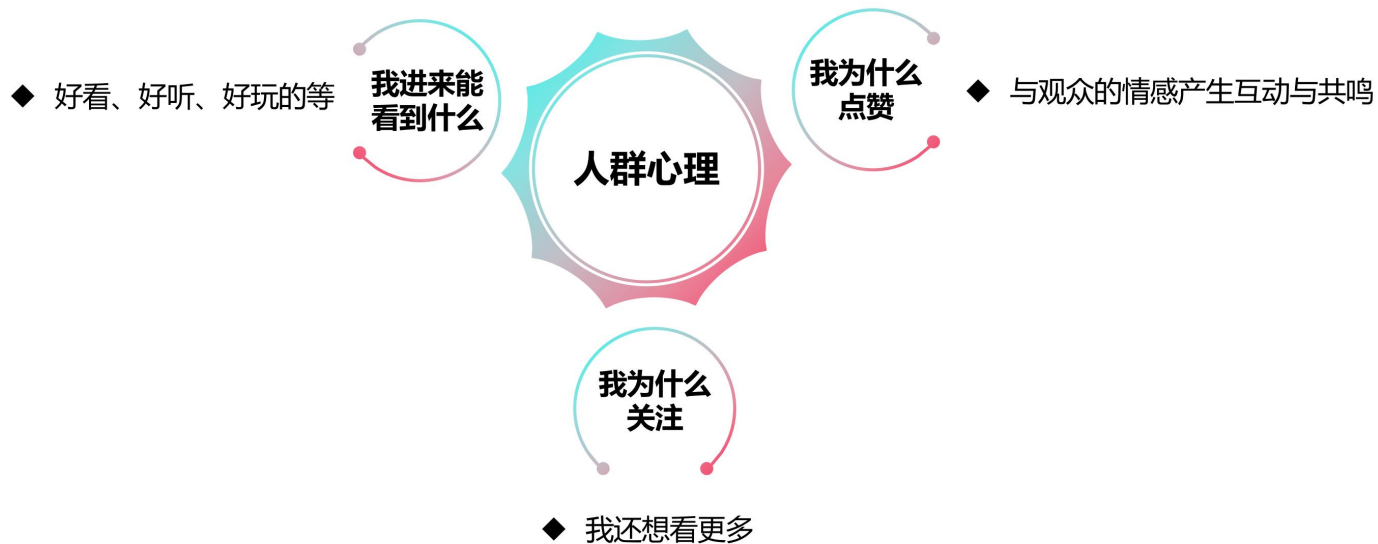 ◆ 好看、好听、好玩的等
我进来能
看到什么
人群心理
我为什么
点赞
◆ 与观众的情感产生互动与共鸣
我为什么
关注
◆ 我还想看更多